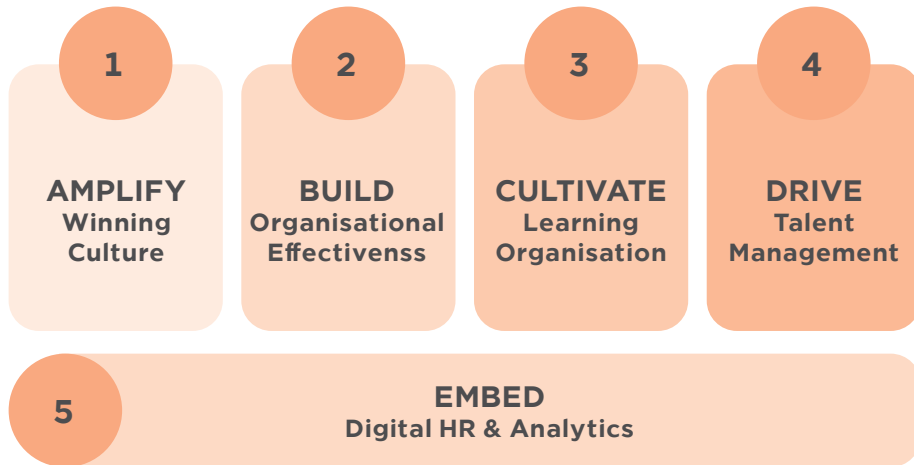 1
AMPLIFY
Winning
Culture
2
BUILD
Organisational
Effectivenss
3
CULTIVATE
Learning
Organisation
4
DRIVE
Talent
Management
5
EMBED
Digital HR & Analytics